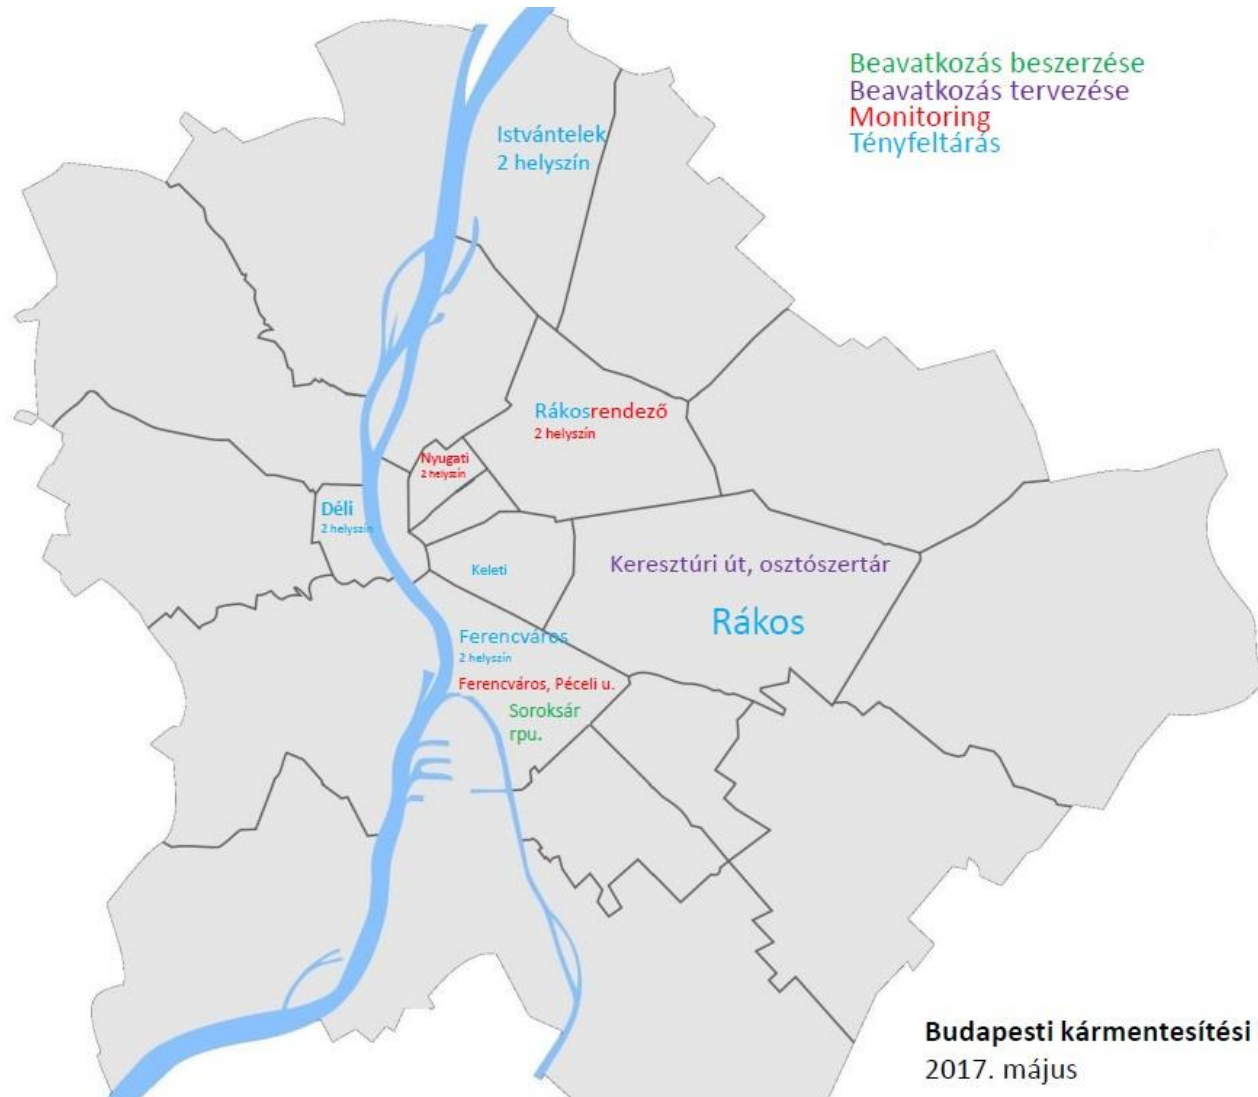 Beavatkozás beszerzése
Beavatkozás tervezése
Monitoring
Tényfeltárás
Istvántelek
2 helyszín
Rákosrendező
2 helyszín
Nyugati
2 helyszín
Déli
2 helyszín
Keleti
Keresztúri út, osztószertár
Rákos
Ferencváros
2 helyszín
Ferencváros, Péceli u.
Soroksár
rpu.
Budapesti kármentesítési
2017. május